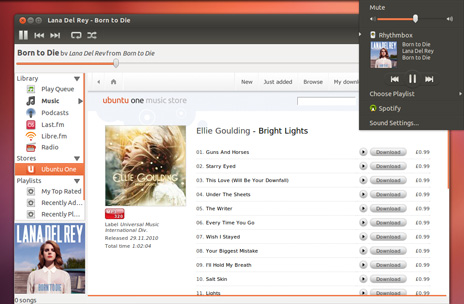 Lana Del Rey - Born to Die
Mute
Rhythmbox
Born to Die
Lana Del Rey
Born to Die
Choose Playlist
Spotify
Sound Settings...
Born to Die by Lana Del Rey from Born to Die
Library
Play Queue
Music
Podcasts
Last.fm
Libre.fm
Radio
Stores
Ubuntu One
Playlists
My Top Rated
Recently Ad...
Recently Pl...
LANA DEL REY
0 songs
New
Just added
Browse
My downl
ubuntu one music store
Ellie Goulding - Bright Lights
ELLIE GOULDING
Label Universal Music
International Div.
Released 29.11.2010
Total time 1:02:04
01. Guns And Horses Download £0.99
02. Starry Eyed Download £0.99
03. This Love (Will Be Your Downfall) Download £0.99
04. Under The Sheets Download £0.99
05. The Writer Download £0.99
06. Every Time You Go Download £0.99
07. Wish I Stayed Download £0.99
08. Your Biggest Mistake Download £0.99
09. I'll Hold My Breath Download £0.99
10. Salt Skin Download £0.99
11. Lights Download £0.99